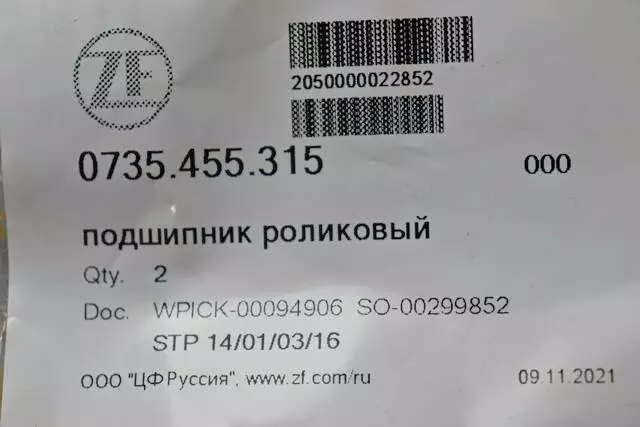 ZF
2050000022852
0735.455.315 000
подшипник роликовый
Qty. 2
Doc. WPICK-00094906 SO-00299852
STP 14/01/03/16
ООО "ЦФ Руссия", www.zf.com/ru 09.11.2021